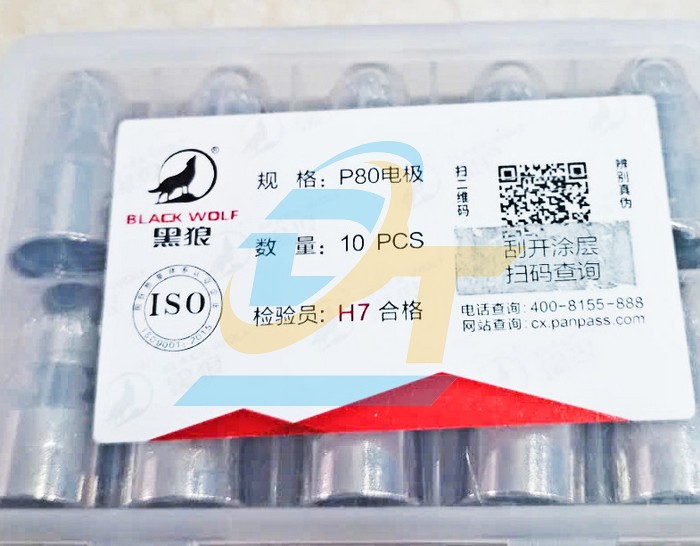 ®
BLACK WOLF
黑狼
ISO
ISO9001:2015
规 格: P80电极
数 量: 10 PCS
检验员: H7 合格
扫二维码
辨别真伪
刮开涂层
扫码查询
电话查询: 400-8155-888
网站查询: cx.panpass.com